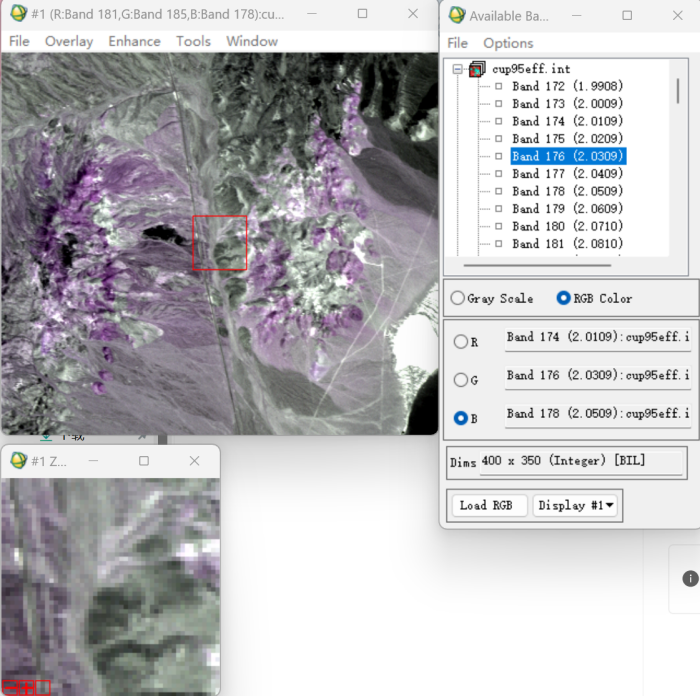 #1 (R:Band 181,G:Band 185,B:Band 178):cu...
File Overlay Enhance Tools Window
#1 Z...
Available Ba...
File Options
cup95eff.int
Band 172 (1.9908)
Band 173 (2.0009)
Band 174 (2.0109)
Band 175 (2.0209)
Band 176 (2.0309)
Band 177 (2.0409)
Band 178 (2.0509)
Band 179 (2.0609)
Band 180 (2.0710)
Band 181 (2.0810)
Gray Scale RGB Color
R Band 174 (2.0109):cup95eff.i
G Band 176 (2.0309):cup95eff.i
B Band 178 (2.0509):cup95eff.i
Dims 400 x 350 (Integer) [BIL]
Load RGB Display #1